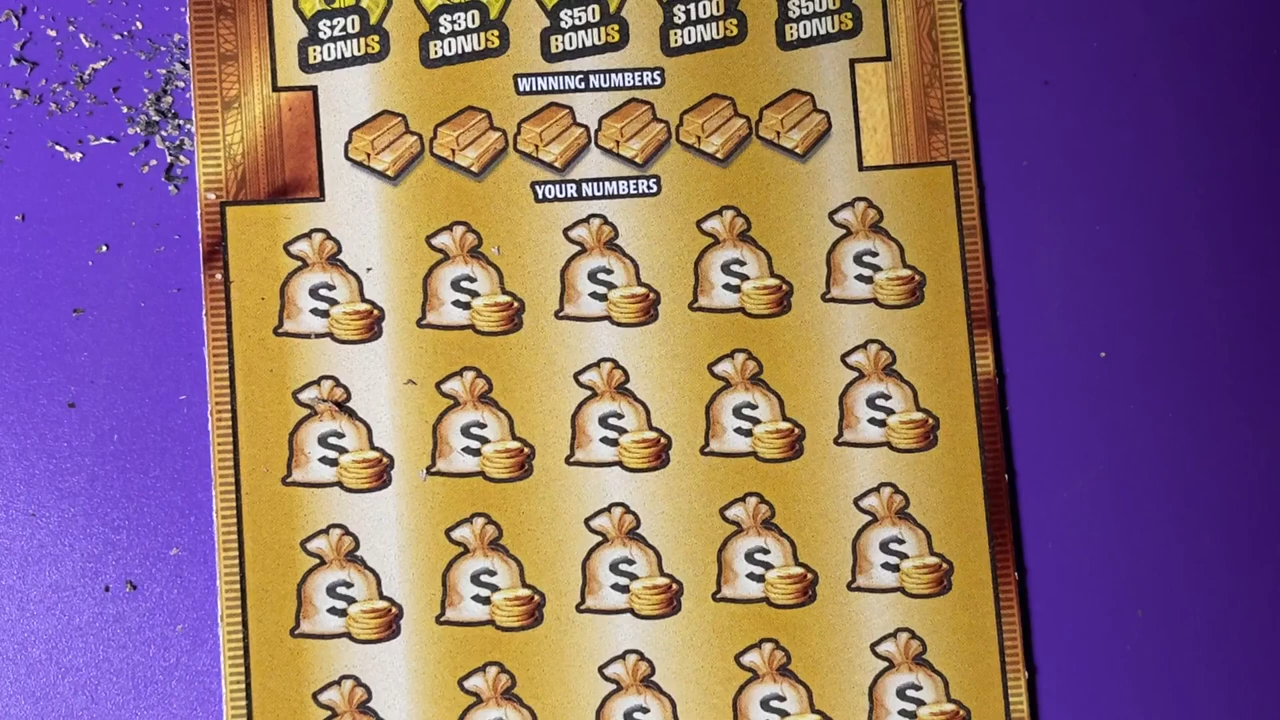 $20 BONUS
$30 BONUS
$50 BONUS
$100 BONUS
$500 BONUS
WINNING NUMBERS
YOUR NUMBERS
$ $ $ $ $
$ $ $ $ $
$ $ $ $ $
$ $ $ $ $